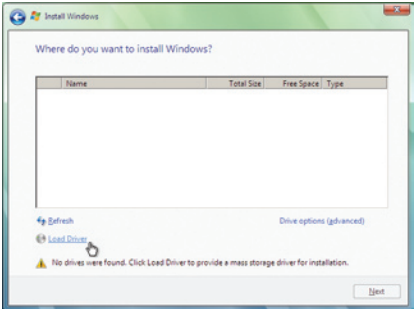 Install Windows
Where do you want to install Windows?
Name Total Size Free Space Type
Refresh Drive options (advanced)
Load Driver
No drives were found. Click Load Driver to provide a mass storage driver for installation.
Next